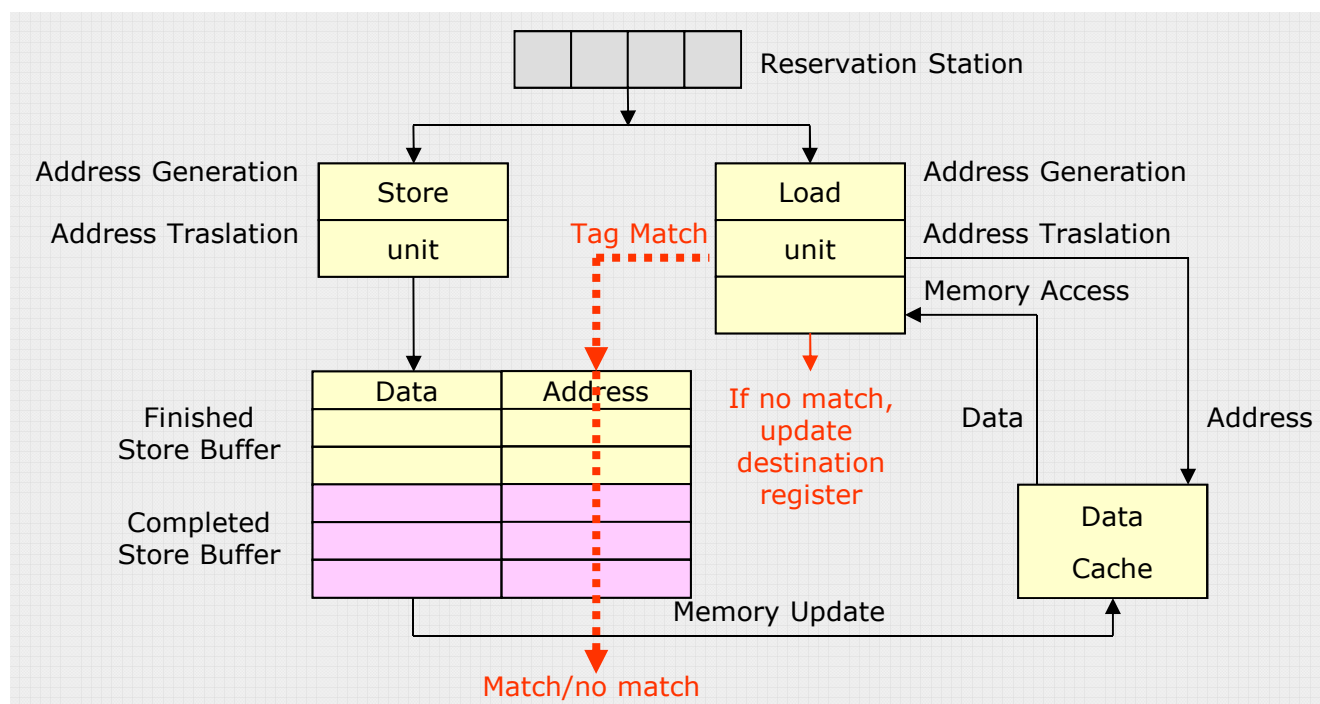 Reservation Station
Address Generation
Store
Load
Address Generation
Address Traslation
unit
Tag Match
unit
Address Traslation
Memory Access
Data
Address
If no match,
update
destination
register
Finished
Store Buffer
Data
Address
Completed
Store Buffer
Data
Cache
Memory Update
Match/no match